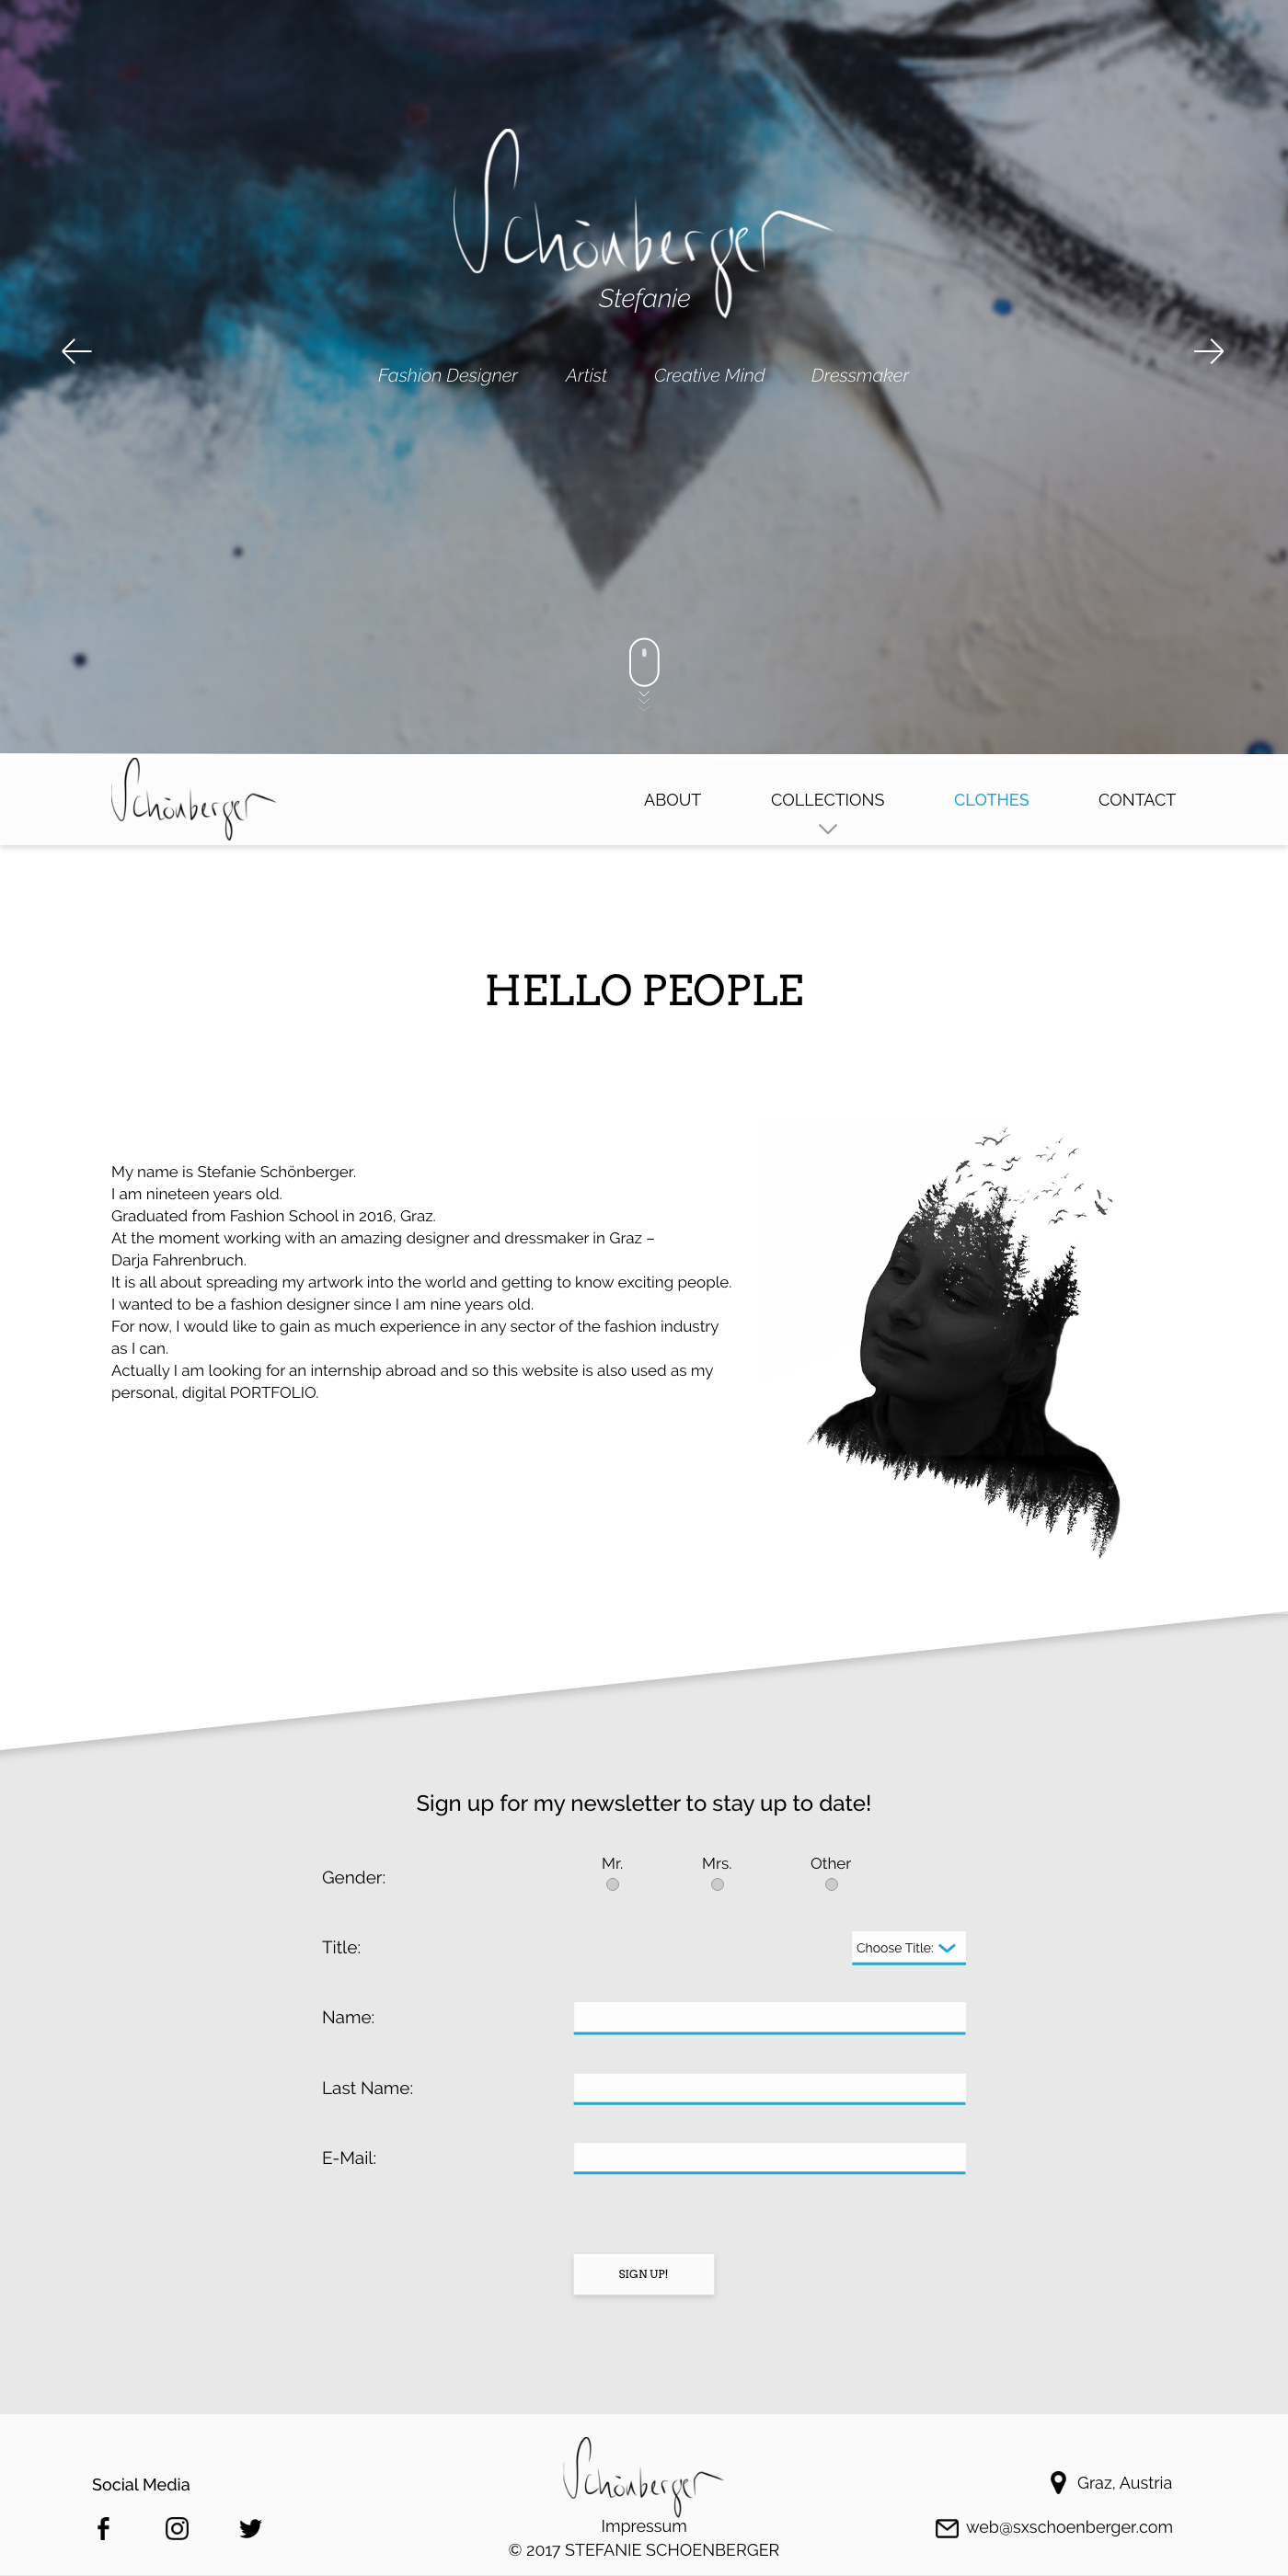 Schönberger
Stefanie
Fashion Designer Artist Creative Mind Dressmaker
Schönberger
ABOUT COLLECTIONS CLOTHES CONTACT
HELLO PEOPLE
My name is Stefanie Schönberger.
I am nineteen years old.
Graduated from Fashion School in 2016, Graz.
At the moment working with an amazing designer and dressmaker in Graz –
Darja Fahrenbruch.
It is all about spreading my artwork into the world and getting to know exciting people.
I wanted to be a fashion designer since I am nine years old.
For now, I would like to gain as much experience in any sector of the fashion industry
as I can.
Actually I am looking for an internship abroad and so this website is also used as my
personal, digital PORTFOLIO.
Sign up for my newsletter to stay up to date!
Gender: Mr. Mrs. Other
Title: Choose Title:
Name:
Last Name:
E-Mail:
SIGN UP!
Social Media
Schönberger
Impressum
© 2017 STEFANIE SCHOENBERGER
Graz, Austria
web@sxschoenberger.com